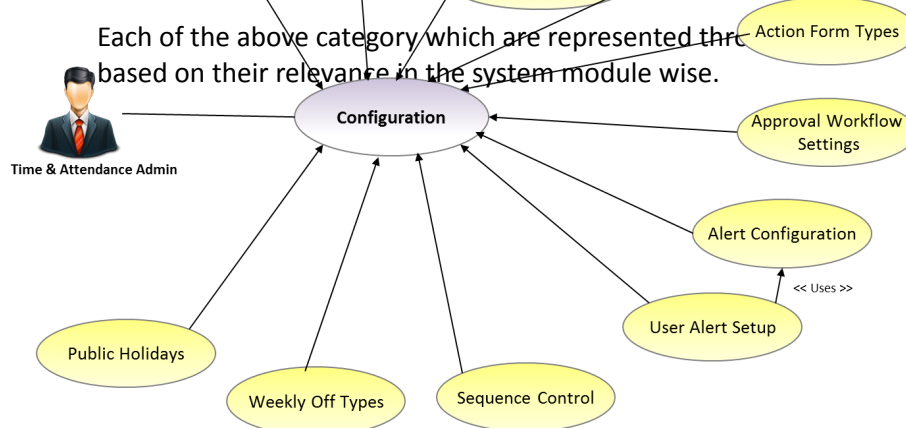 Each of the above category which are represented
based on their relevance in the system module wise.
Action Form Types
Configuration
Approval Workflow
Settings
Time & Attendance Admin
Alert Configuration
<< Uses >>
User Alert Setup
Public Holidays
Weekly Off Types
Sequence Control